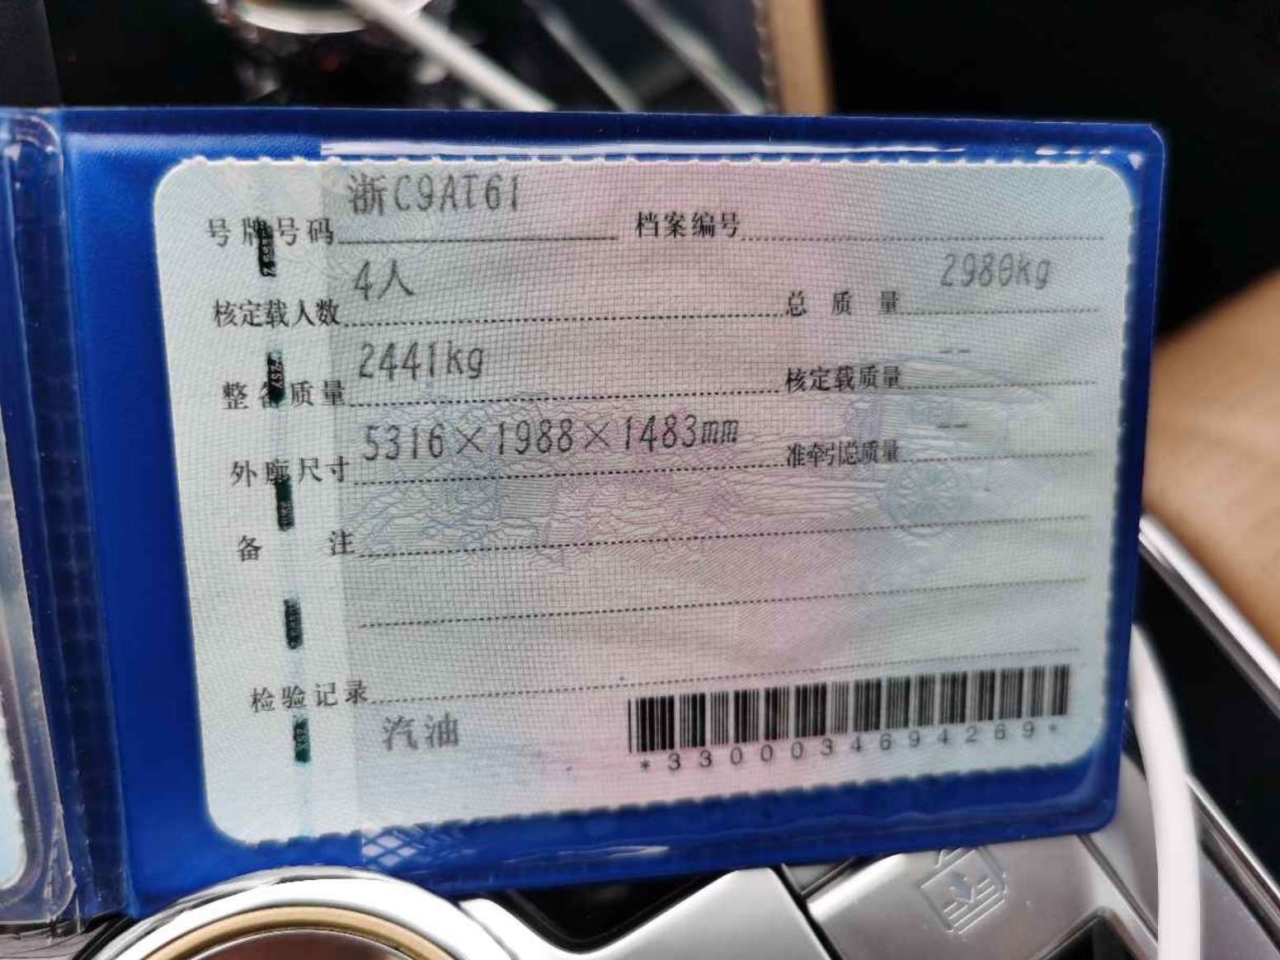 号牌号码 浙C9AT61 档案编号
核定载人数 4人 总质量 2980kg
整备质量 2441kg 核定载质量 --
外廓尺寸 5316×1988×1483mm 准牵引总质量 --
备注
检验记录
汽油
*3300034694269*